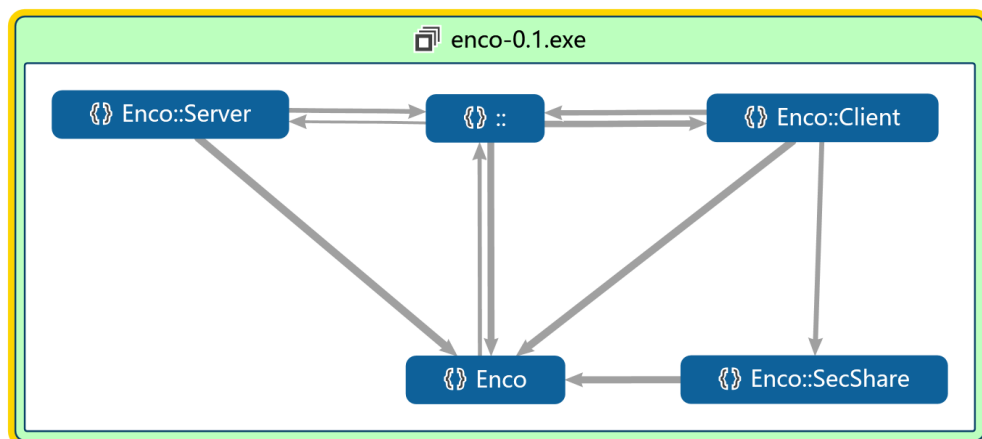 enco-0.1.exe
{} Enco::Server
{} ::
{} Enco::Client
{} Enco
{} Enco::SecShare